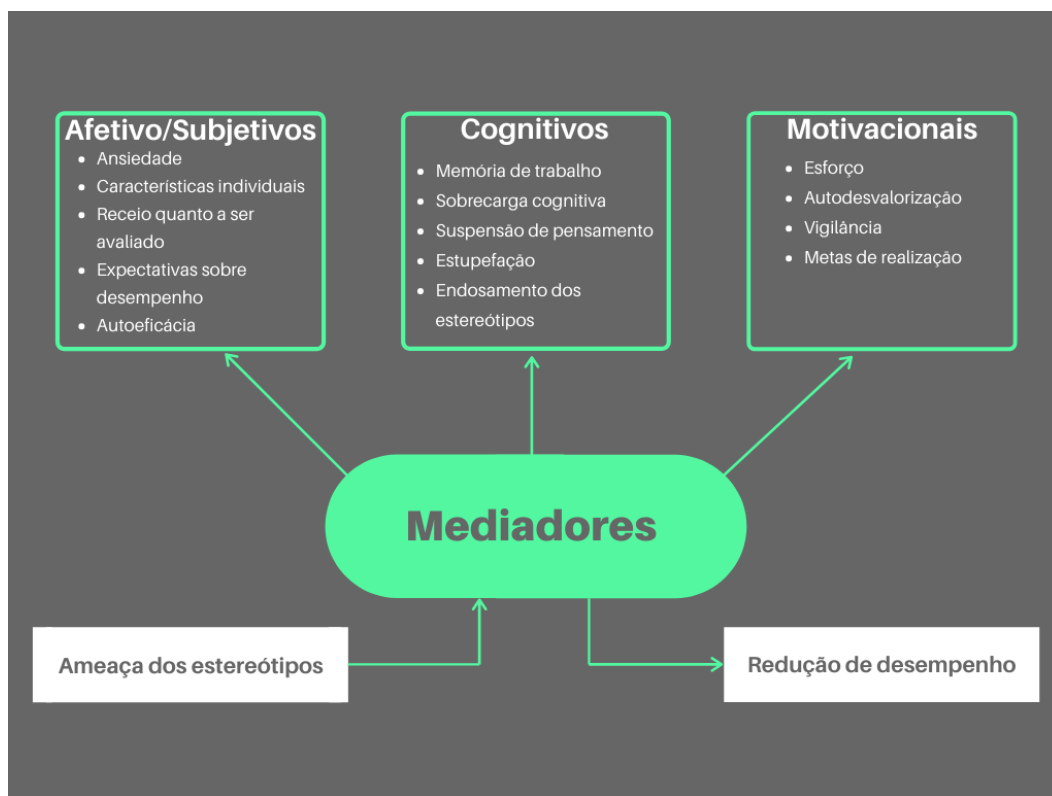 Afetivo/Subjetivos
• Ansiedade
• Características individuais
• Receio quanto a ser
avaliado
• Expectativas sobre
desempenho
• Autoeficácia
Cognitivos
• Memória de trabalho
• Sobrecarga cognitiva
• Suspensão de pensamento
• Estupefação
• Endosamento dos
estereótipos
Motivacionais
• Esforço
• Autodesvalorização
• Vigilância
• Metas de realização
Mediadores
Ameaça dos estereótipos
Redução de desempenho